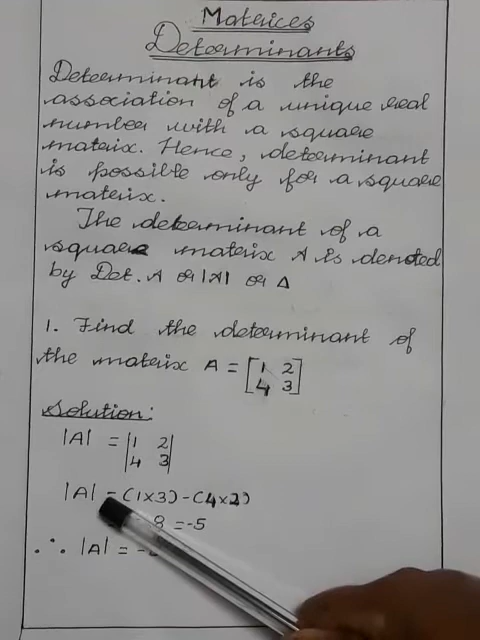 Matrices
Determinants
Determinant is the
association of a unique real
number with a square
matrix. Hence, determinant
is possible only for a square
matrix.
The determinant of a
square matrix A is denoted
by Det. A or |A| or Δ
1. Find the determinant of
the matrix A = [1 2
4 3]
Solution:
|A| = |1 2
4 3|
|A| = (1×3) - (4×2)
8 = -5
∴ |A| = -